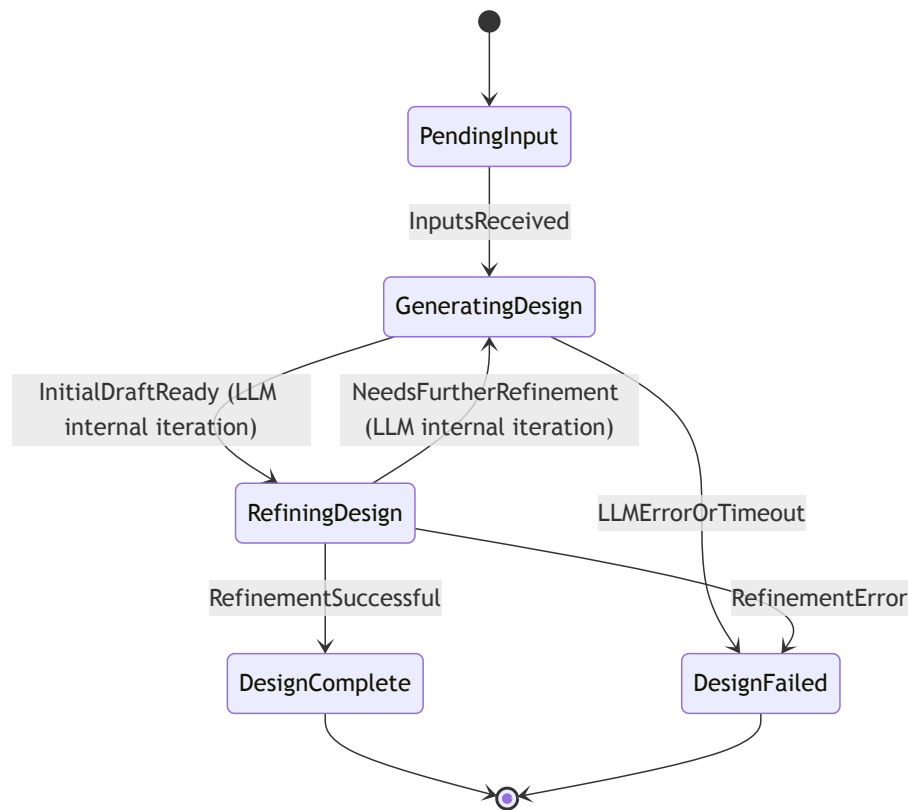 PendingInput
InputsReceived
GeneratingDesign
InitialDraftReady (LLM
internal iteration)
NeedsFurtherRefinement
(LLM internal iteration)
RefiningDesign
LLMErrorOrTimeout
RefinementSuccessful
RefinementError
DesignComplete
DesignFailed